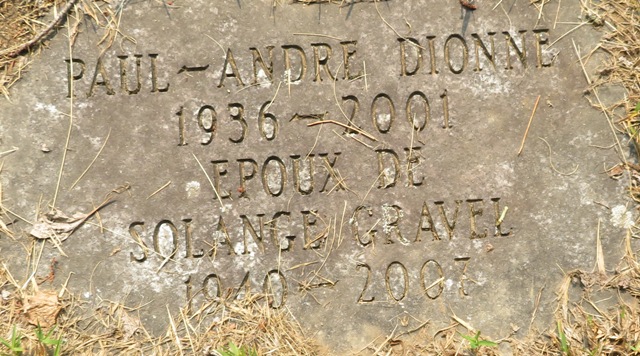 PAUL-ANDRE DIONNE
1936-2001
EPOUX DE
SOLANGE GRAVEL
1940-2007